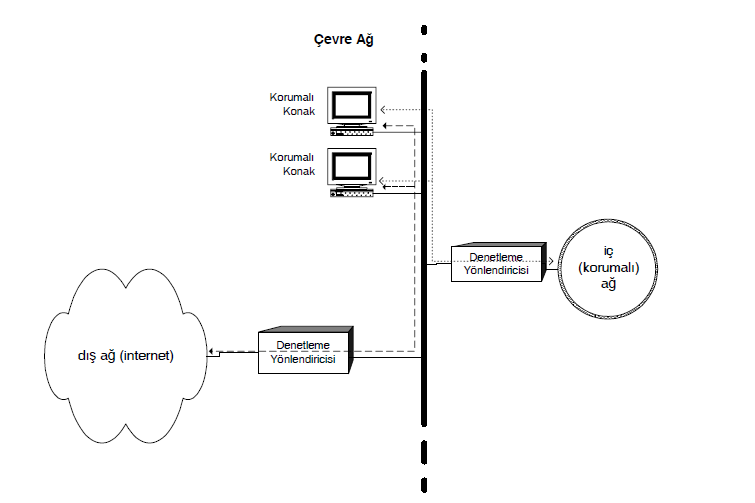 Çevre Ağ
Korumalı
Konak
Korumalı
Konak
Denetleme
Yönlendiricisi
iç
(korumalı)
ağ
dış ağ (internet)
Denetleme
Yönlendiricisi